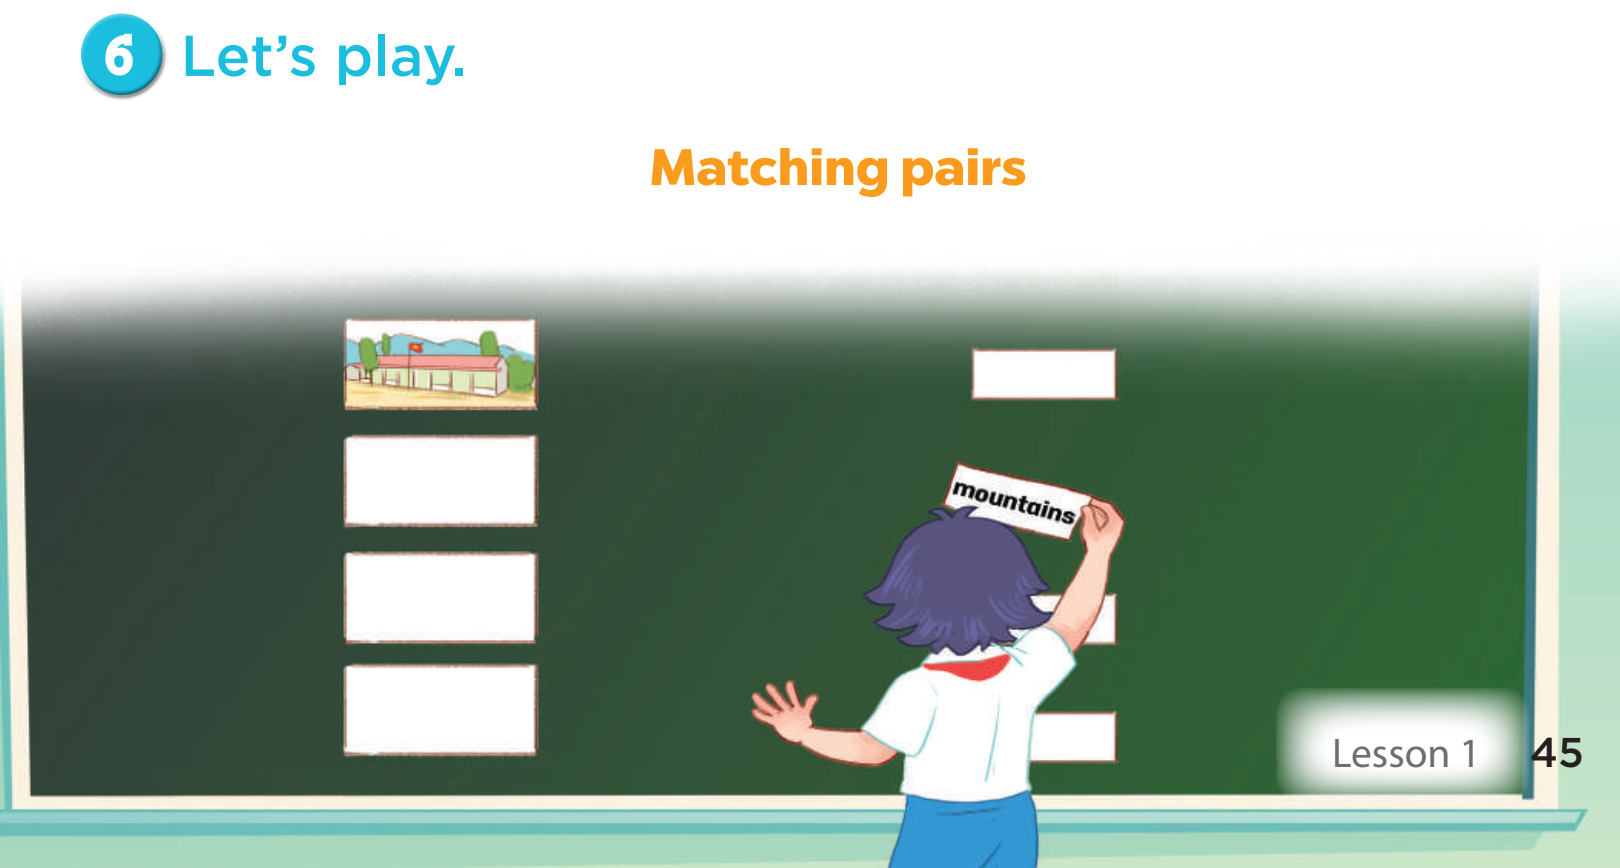 6 Let's play.
Matching pairs
mountains
Lesson 1 45